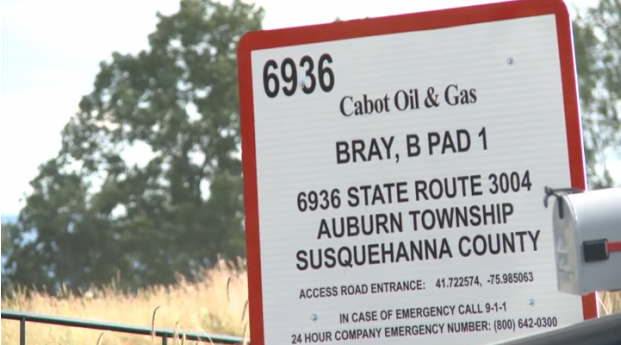 6936
Cabot Oil & Gas
BRAY, B PAD 1
6936 STATE ROUTE 3004
AUBURN TOWNSHIP
SUSQUEHANNA COUNTY
ACCESS ROAD ENTRANCE: 41.722574, -75.985063
IN CASE OF EMERGENCY CALL 9-1-1
24 HOUR COMPANY EMERGENCY NUMBER: (800) 642-0300